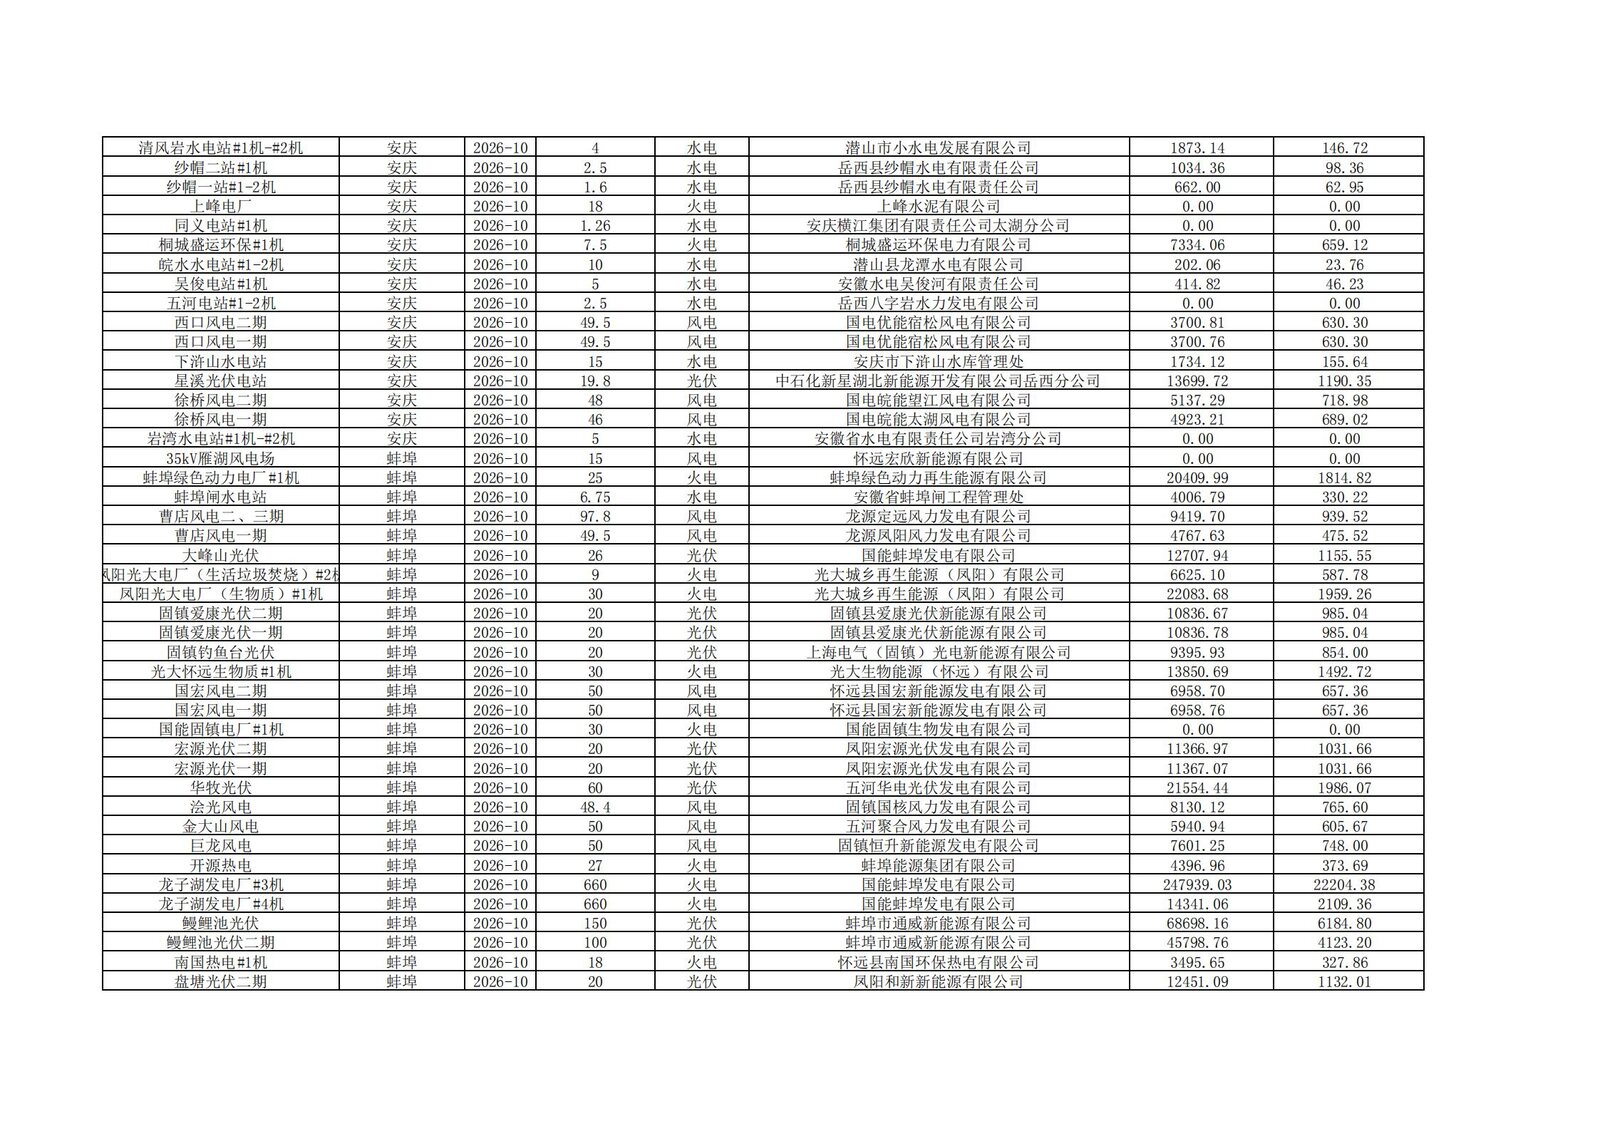 清风岩水电站#1机-#2机 安庆 2026-10 4 水电 潜山市小水电发展有限公司 1873.14 146.72
纱帽二站#1机 安庆 2026-10 2.5 水电 岳西县纱帽水电有限责任公司 1034.36 98.36
纱帽一站#1-2机 安庆 2026-10 1.6 水电 岳西县纱帽水电有限责任公司 662.00 62.95
上峰电厂 安庆 2026-10 18 火电 上峰水泥有限公司 0.00 0.00
同义电站#1机 安庆 2026-10 1.26 水电 安庆横江集团有限责任公司太湖分公司 0.00 0.00
桐城盛运环保#1机 安庆 2026-10 7.5 火电 桐城盛运环保电力有限公司 7334.06 659.12
皖水水电站#1-2机 安庆 2026-10 10 水电 潜山县龙潭水电有限公司 202.06 23.76
吴俊电站#1机 安庆 2026-10 5 水电 安徽水电吴俊河有限责任公司 414.82 46.23
五河电站#1-2机 安庆 2026-10 2.5 水电 岳西八字岩水力发电有限公司 0.00 0.00
西口风电二期 安庆 2026-10 49.5 风电 国电优能宿松风电有限公司 3700.81 630.30
西口风电一期 安庆 2026-10 49.5 风电 国电优能宿松风电有限公司 3700.76 630.30
下浒山水电站 安庆 2026-10 15 水电 安庆市下浒山水库管理处 1734.12 155.64
星溪光伏电站 安庆 2026-10 19.8 光伏 中石化新星湖北新能源开发有限公司岳西分公司 13699.72 1190.35
徐桥风电二期 安庆 2026-10 48 风电 国电皖能望江风电有限公司 5137.29 718.98
徐桥风电一期 安庆 2026-10 46 风电 国电皖能太湖风电有限公司 4923.21 689.02
岩湾水电站#1机-#2机 安庆 2026-10 5 水电 安徽省水电有限责任公司岩湾分公司 0.00 0.00
35kV雁湖风电场 蚌埠 2026-10 15 风电 怀远宏欣新能源有限公司 0.00 0.00
蚌埠绿色动力电厂#1机 蚌埠 2026-10 25 火电 蚌埠绿色动力再生能源有限公司 20409.99 1814.82
蚌埠闸水电站 蚌埠 2026-10 6.75 水电 安徽省蚌埠闸工程管理处 4006.79 330.22
曹店风电二、三期 蚌埠 2026-10 97.8 风电 龙源定远风力发电有限公司 9419.70 939.52
曹店风电一期 蚌埠 2026-10 49.5 风电 龙源凤阳风力发电有限公司 4767.63 475.52
大峰山光伏 蚌埠 2026-10 26 光伏 国能蚌埠发电有限公司 12707.94 1155.55
凤阳光大电厂（生活垃圾焚烧）#2机 蚌埠 2026-10 9 火电 光大城乡再生能源（凤阳）有限公司 6625.10 587.78
凤阳光大电厂（生物质）#1机 蚌埠 2026-10 30 火电 光大城乡再生能源（凤阳）有限公司 22083.68 1959.26
固镇爱康光伏二期 蚌埠 2026-10 20 光伏 固镇县爱康光伏新能源有限公司 10836.67 985.04
固镇爱康光伏一期 蚌埠 2026-10 20 光伏 固镇县爱康光伏新能源有限公司 10836.78 985.04
固镇钓鱼台光伏 蚌埠 2026-10 20 光伏 上海电气（固镇）光电新能源有限公司 9395.93 854.00
光大怀远生物质#1机 蚌埠 2026-10 30 火电 光大生物能源（怀远）有限公司 13850.69 1492.72
国宏风电二期 蚌埠 2026-10 50 风电 怀远县国宏新能源发电有限公司 6958.70 657.36
国宏风电一期 蚌埠 2026-10 50 风电 怀远县国宏新能源发电有限公司 6958.76 657.36
国能固镇电厂#1机 蚌埠 2026-10 30 火电 国能固镇生物发电有限公司 0.00 0.00
宏源光伏二期 蚌埠 2026-10 20 光伏 凤阳宏源光伏发电有限公司 11366.97 1031.66
宏源光伏一期 蚌埠 2026-10 20 光伏 凤阳宏源光伏发电有限公司 11367.07 1031.66
华牧光伏 蚌埠 2026-10 60 光伏 五河华电光伏发电有限公司 21554.44 1986.07
浍光风电 蚌埠 2026-10 48.4 风电 固镇国核风力发电有限公司 8130.12 765.60
金大山风电 蚌埠 2026-10 50 风电 五河聚合风力发电有限公司 5940.94 605.67
巨龙风电 蚌埠 2026-10 50 风电 固镇恒升新能源发电有限公司 7601.25 748.00
开源热电 蚌埠 2026-10 27 火电 蚌埠能源集团有限公司 4396.96 373.69
龙子湖发电厂#3机 蚌埠 2026-10 660 火电 国能蚌埠发电有限公司 247939.03 22204.38
龙子湖发电厂#4机 蚌埠 2026-10 660 火电 国能蚌埠发电有限公司 14341.06 2109.36
鳗鲤池光伏 蚌埠 2026-10 150 光伏 蚌埠市通威新能源有限公司 68698.16 6184.80
鳗鲤池光伏二期 蚌埠 2026-10 100 光伏 蚌埠市通威新能源有限公司 45798.76 4123.20
南国热电#1机 蚌埠 2026-10 18 火电 怀远县南国环保热电有限公司 3495.65 327.86
盘塘光伏二期 蚌埠 2026-10 20 光伏 凤阳和新新能源有限公司 12451.09 1132.01